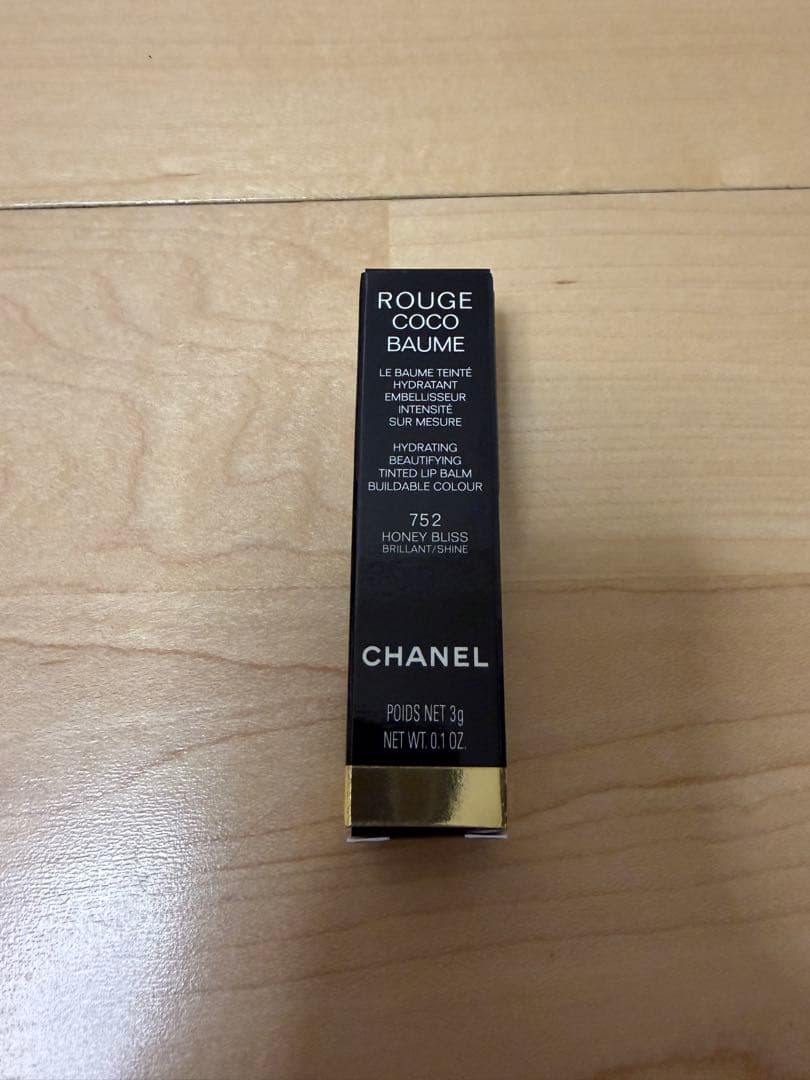 ROUGE
COCO
BAUME
LE BAUME TEINTÉ
HYDRATANT
EMBELLISSEUR
INTENSITÉ
SUR MESURE
HYDRATING
BEAUTIFYING
TINTED LIP BALM
BUILDABLE COLOUR
752
HONEY BLISS
BRILLANT/SHINE
CHANEL
POIDS NET 3g
NET WT. 0.1 OZ.